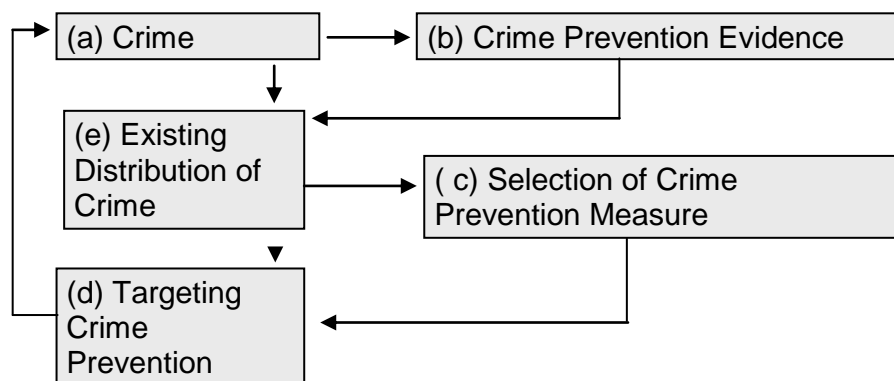 (a) Crime
(b) Crime Prevention Evidence
(e) Existing
Distribution of
Crime
( c) Selection of Crime
Prevention Measure
(d) Targeting
Crime
Prevention